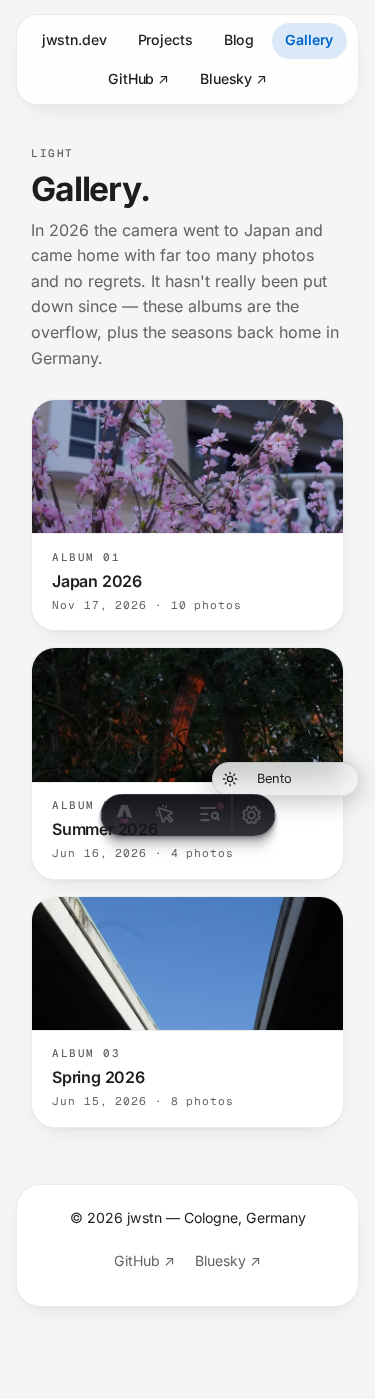 jwstn.dev Projects Blog Gallery
GitHub ↗ Bluesky ↗
LIGHT
Gallery.
In 2026 the camera went to Japan and
came home with far too many photos
and no regrets. It hasn't really been put
down since — these albums are the
overflow, plus the seasons back home in
Germany.
ALBUM 01
Japan 2026
Nov 17, 2026 · 10 photos
Bento
ALBUM
Summer 2026
Jun 16, 2026 · 4 photos
ALBUM 03
Spring 2026
Jun 15, 2026 · 8 photos
© 2026 jwstn — Cologne, Germany
GitHub ↗ Bluesky ↗